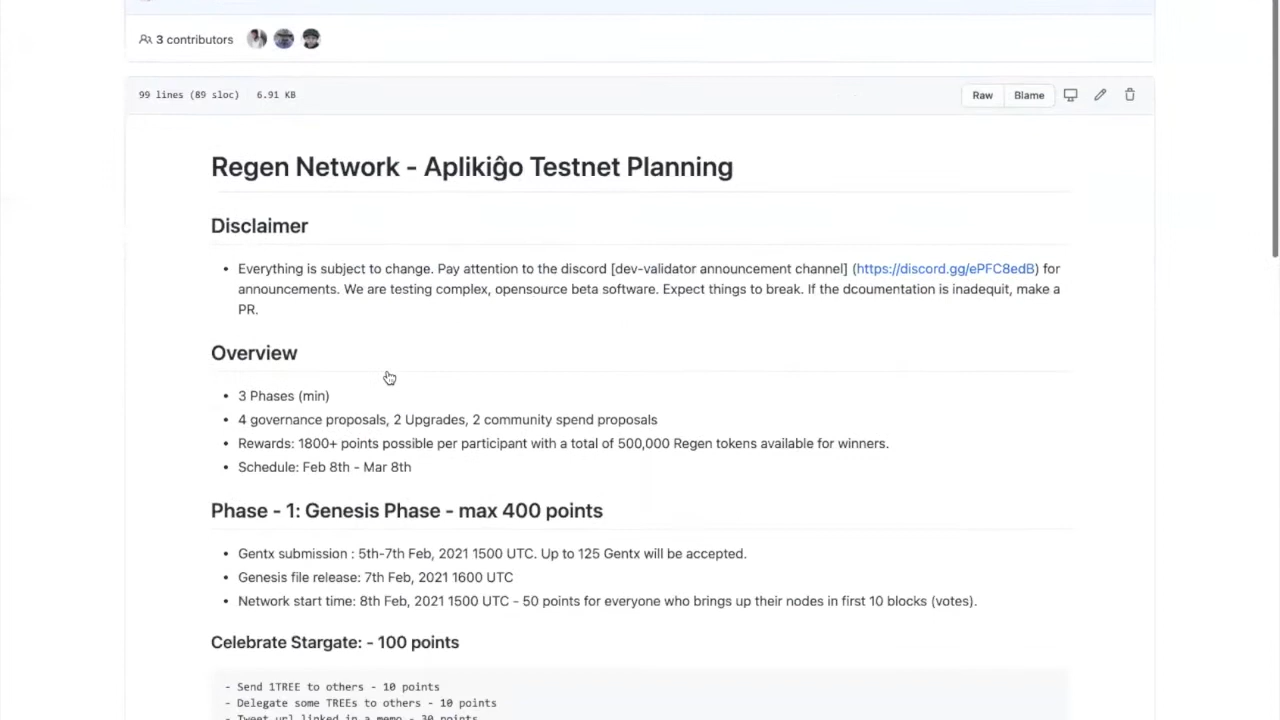 3 contributors
99 lines (89 sloc) 6.91 KB
Raw Blame
Regen Network - Aplikiĝo Testnet Planning
Disclaimer
• Everything is subject to change. Pay attention to the discord [dev-validator announcement channel] (https://discord.gg/ePFC8edB) for
announcements. We are testing complex, opensource beta software. Expect things to break. If the dcoumentation is inadequit, make a
PR.
Overview
• 3 Phases (min)
• 4 governance proposals, 2 Upgrades, 2 community spend proposals
• Rewards: 1800+ points possible per participant with a total of 500,000 Regen tokens available for winners.
• Schedule: Feb 8th - Mar 8th
Phase - 1: Genesis Phase - max 400 points
• Gentx submission : 5th-7th Feb, 2021 1500 UTC. Up to 125 Gentx will be accepted.
• Genesis file release: 7th Feb, 2021 1600 UTC
• Network start time: 8th Feb, 2021 1500 UTC - 50 points for everyone who brings up their nodes in first 10 blocks (votes).
Celebrate Stargate: - 100 points
- Send 1TREE to others - 10 points
- Delegate some TREEs to others - 10 points
- Tweet url linked in a memo - 30 points